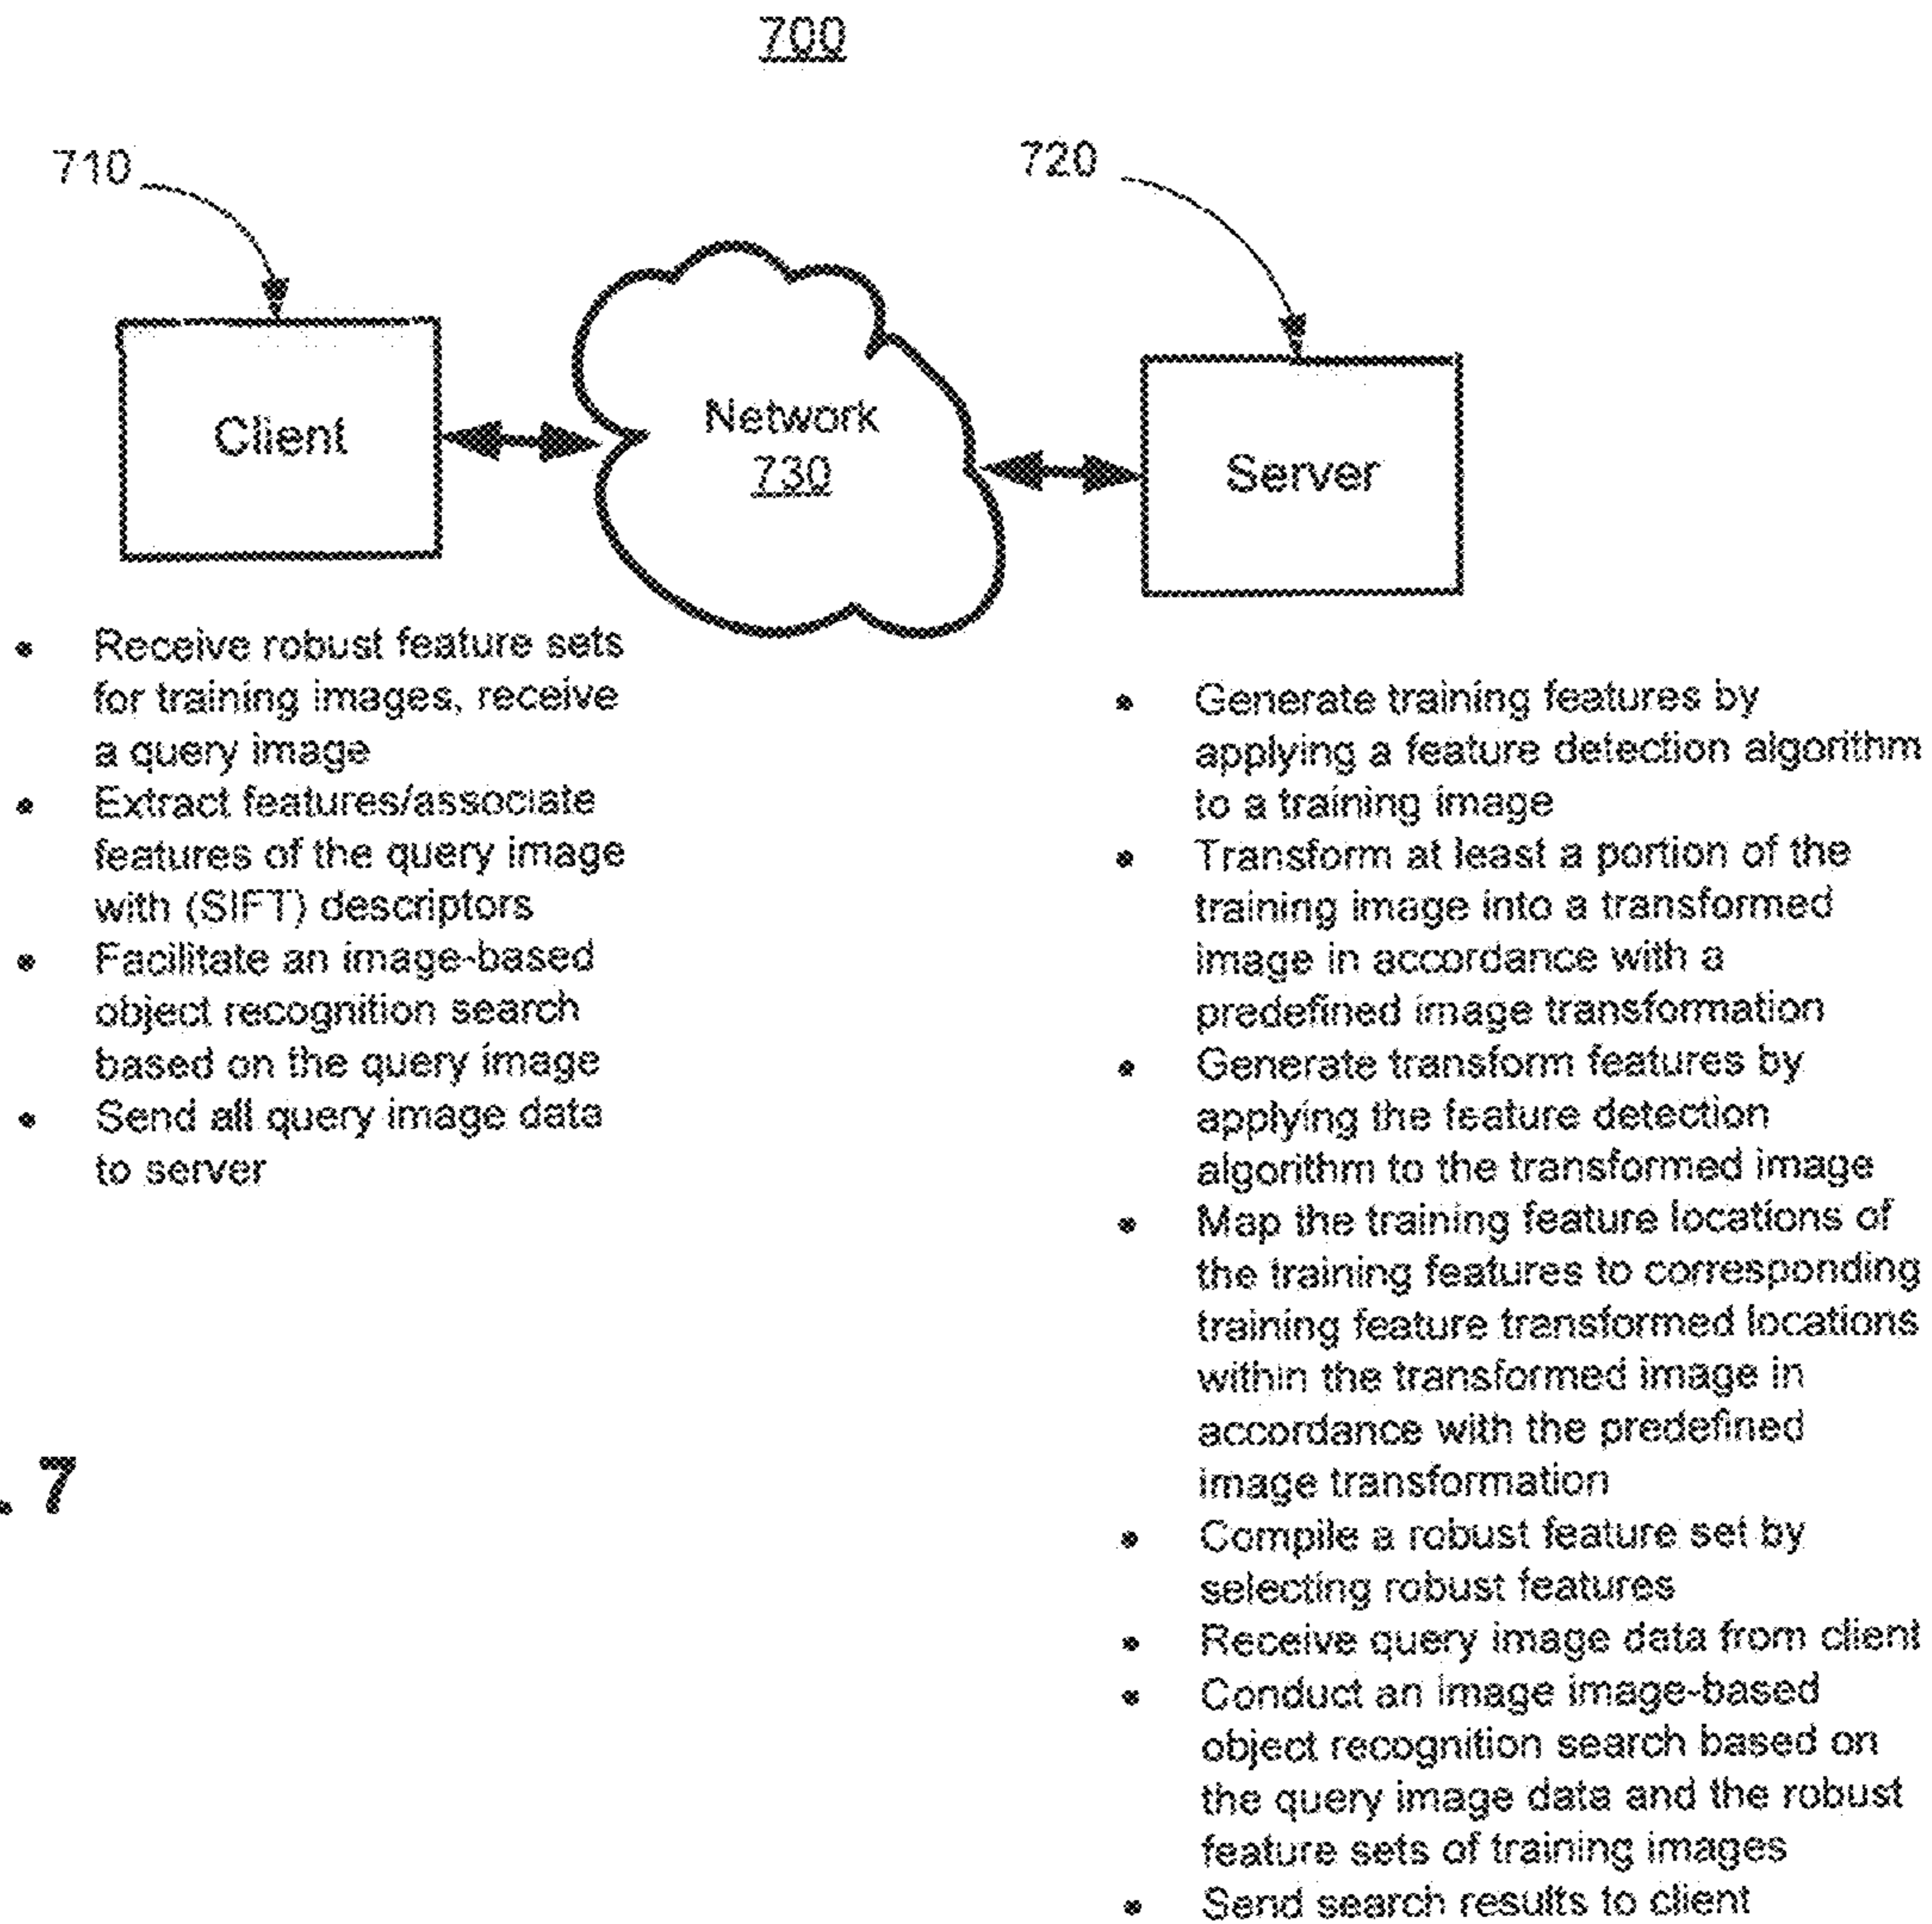 700
710
720
Client
Network
730
Server
• Receive robust feature sets
for training images, receive
a query image
• Extract features/associate
features of the query image
with (SIFT) descriptors
• Facilitate an image-based
object recognition search
based on the query image
• Send all query image data
to server
• Generate training features by
applying a feature detection algorithm
to a training image
• Transform at least a portion of the
training image into a transformed
image in accordance with a
predefined image transformation
• Generate transform features by
applying the feature detection
algorithm to the transformed image
• Map the training feature locations of
the training features to corresponding
training feature transformed locations
within the transformed image in
accordance with the predefined
image transformation
• Compile a robust feature set by
selecting robust features
• Receive query image data from client
• Conduct an image image-based
object recognition search based on
the query image data and the robust
feature sets of training images
• Send search results to client
. 7